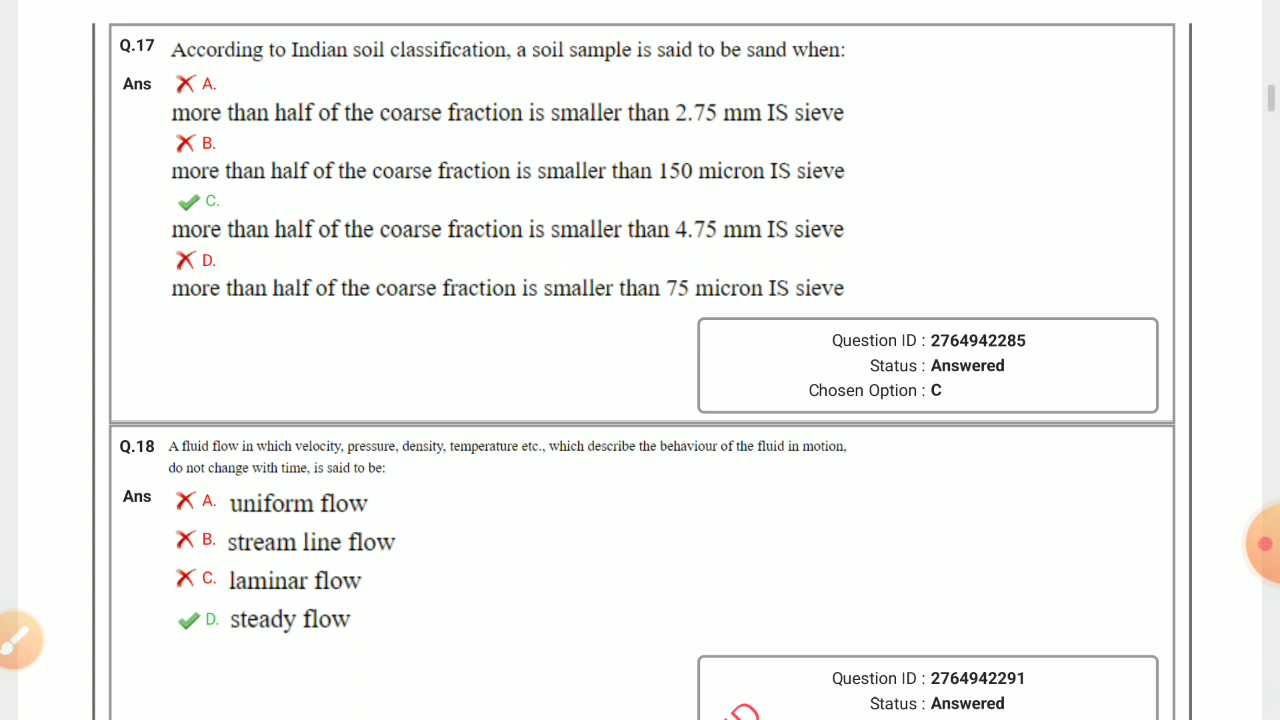 Q.17 According to Indian soil classification, a soil sample is said to be sand when:
Ans A.
more than half of the coarse fraction is smaller than 2.75 mm IS sieve
B.
more than half of the coarse fraction is smaller than 150 micron IS sieve
C.
more than half of the coarse fraction is smaller than 4.75 mm IS sieve
D.
more than half of the coarse fraction is smaller than 75 micron IS sieve
Question ID : 2764942285
Status : Answered
Chosen Option : C
Q.18 A fluid flow in which velocity, pressure, density, temperature etc., which describe the behaviour of the fluid in motion,
do not change with time, is said to be:
Ans A. uniform flow
B. stream line flow
C. laminar flow
D. steady flow
Question ID : 2764942291
Status : Answered